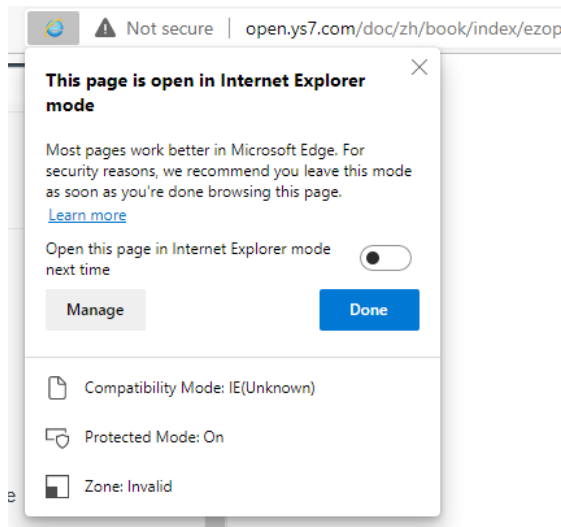 Not secure | open.ys7.com/doc/zh/book/index/ezop
This page is open in Internet Explorer
mode
Most pages work better in Microsoft Edge. For
security reasons, we recommend you leave this mode
as soon as you're done browsing this page.
Learn more
Open this page in Internet Explorer mode
next time
Manage
Done
Compatibility Mode: IE(Unknown)
Protected Mode: On
Zone: Invalid
e